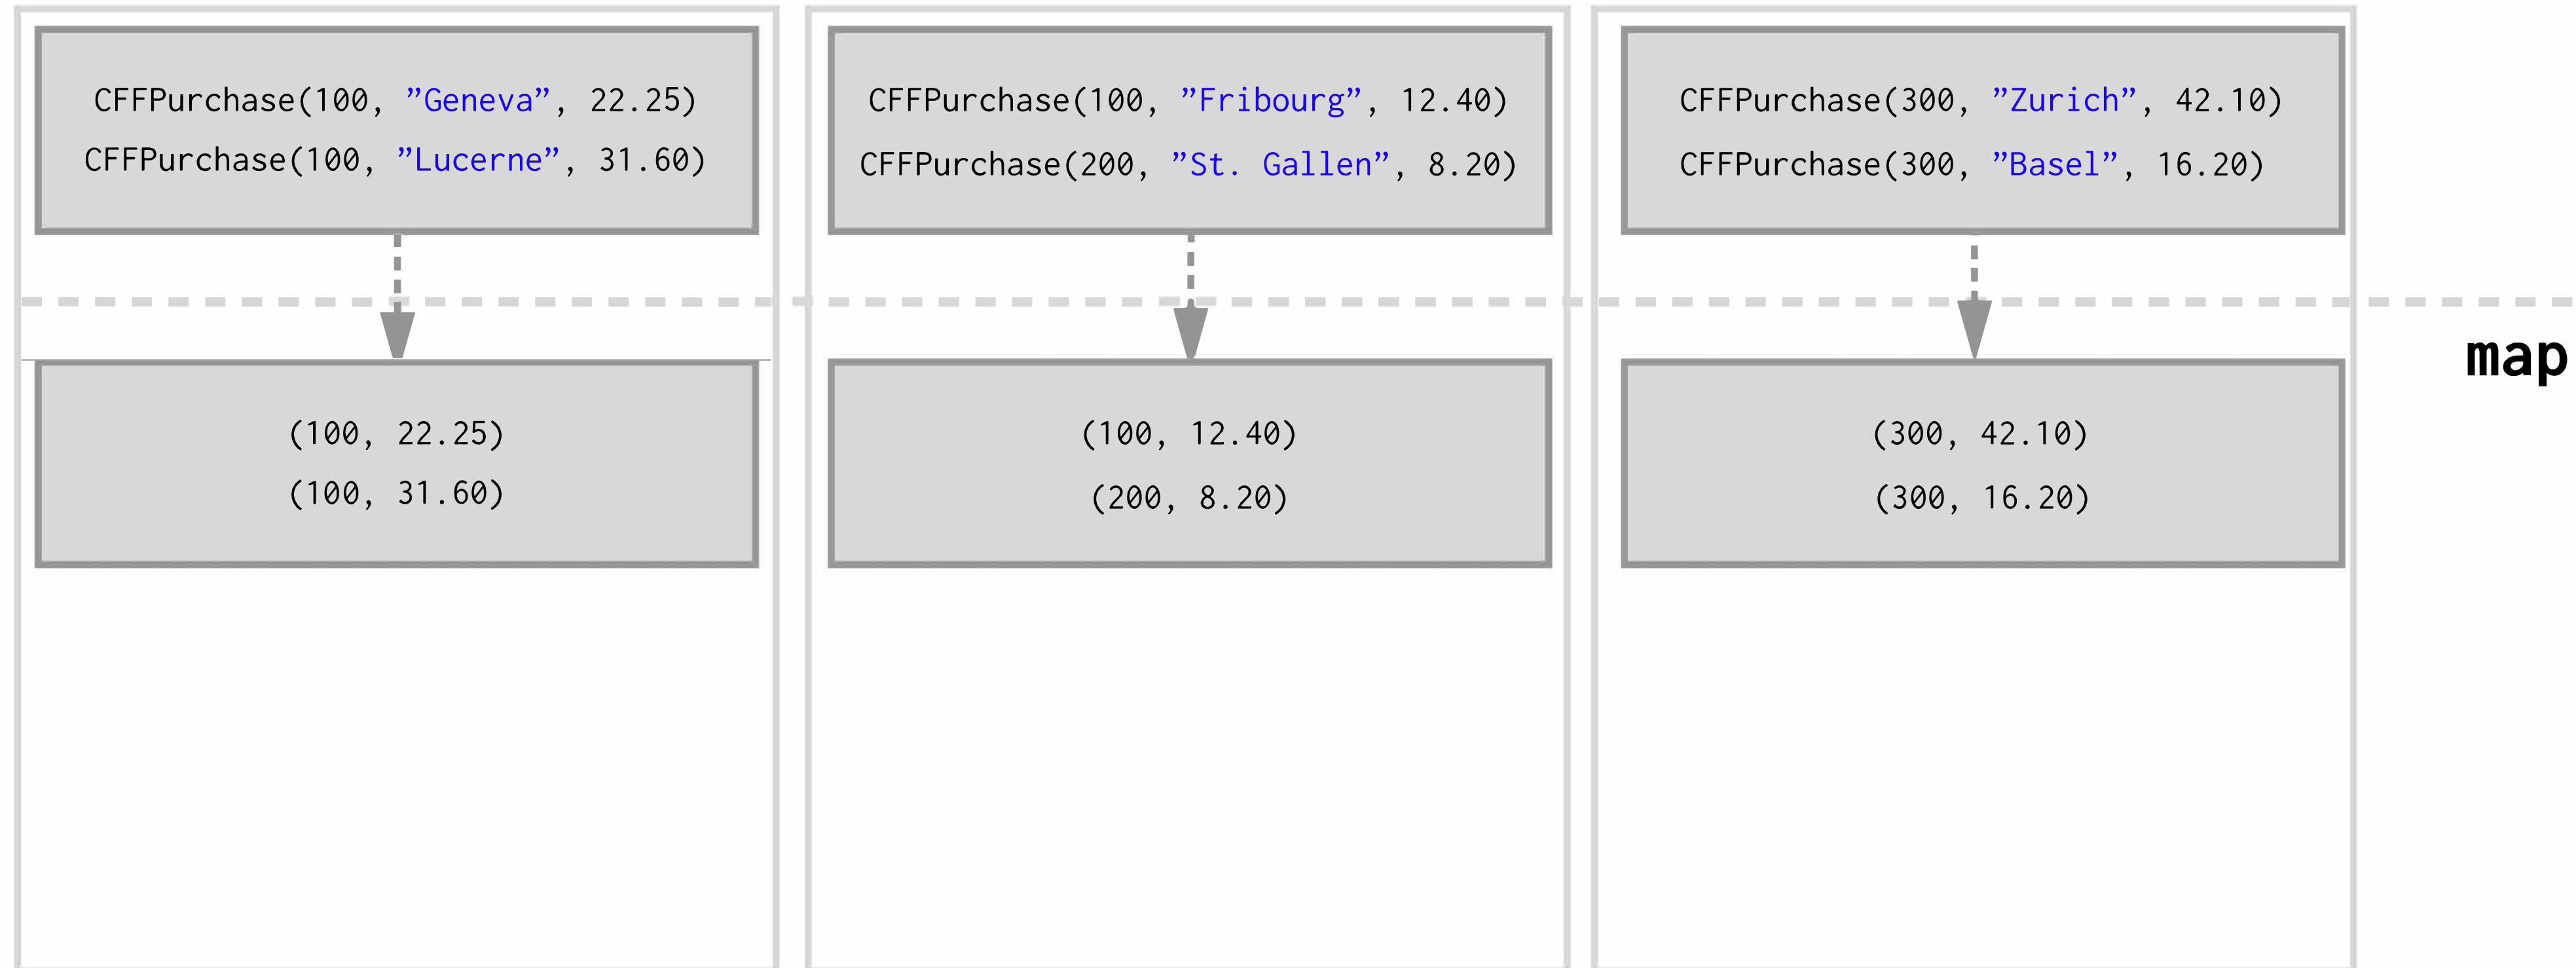 CFFPurchase(100, ”Geneva”, 22.25)
CFFPurchase(100, ”Lucerne”, 31.60)
CFFPurchase(100, ”Fribourg”, 12.40)
CFFPurchase(200, ”St. Gallen”, 8.20)
CFFPurchase(300, ”Zurich”, 42.10)
CFFPurchase(300, ”Basel”, 16.20)
map
(100, 22.25)
(100, 31.60)
(100, 12.40)
(200, 8.20)
(300, 42.10)
(300, 16.20)